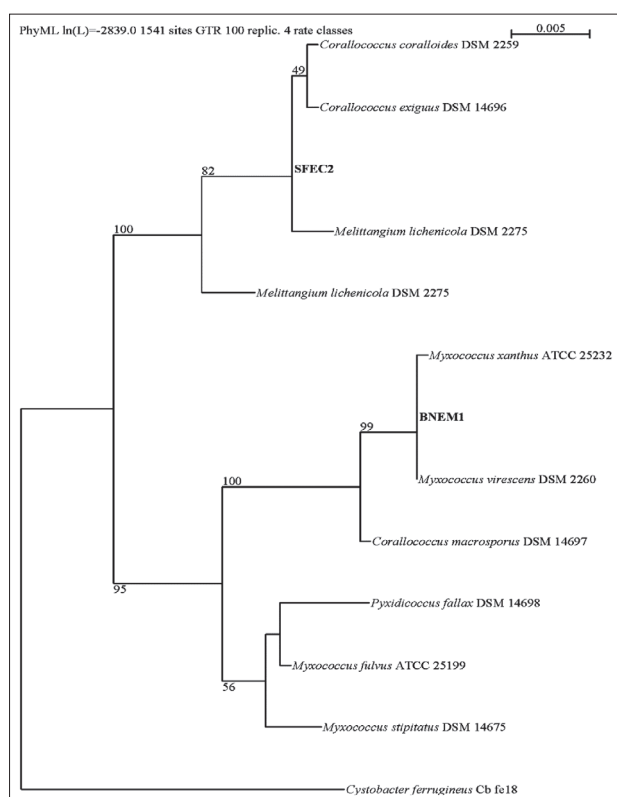 PhyML ln(L)=-2839.0 1541 sites GTR 100 replic. 4 rate classes
0.005
Corallococcus coralloides DSM 2259
49
Corallococcus exiguus DSM 14696
82
SFEC2
100
Melittangium lichenicola DSM 2275
Melittangium lichenicola DSM 2275
Myxococcus xanthus ATCC 25232
99
BNEM1
100
Myxococcus virescens DSM 2260
Corallococcus macrosporus DSM 14697
95
Pyxidicoccus fallax DSM 14698
Myxococcus fulvus ATCC 25199
56
Myxococcus stipitatus DSM 14675
Cystobacter ferrugineus Cb fe18